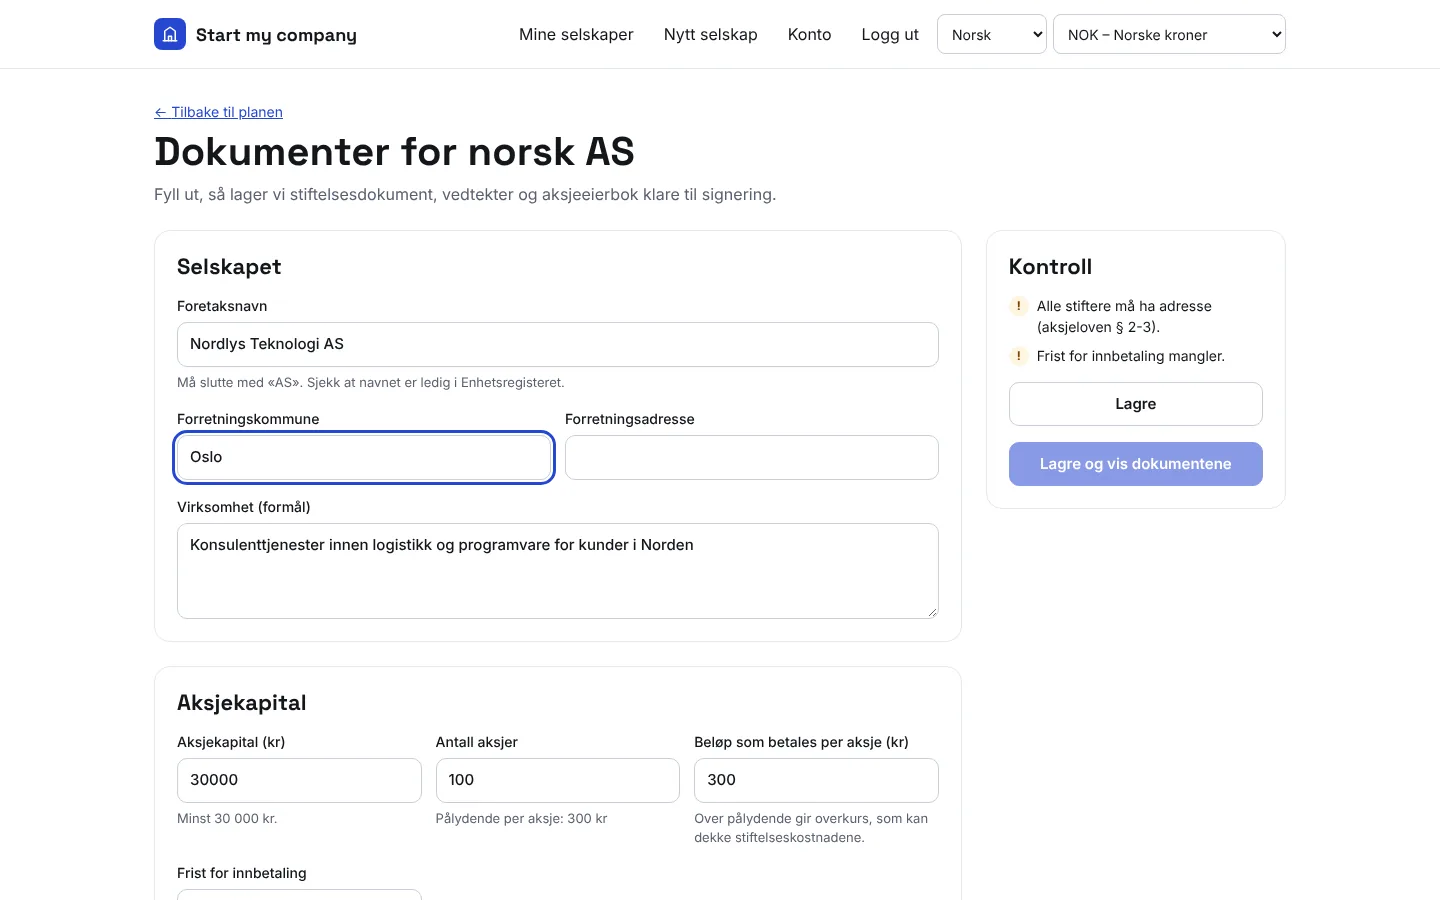 Start my company
Mine selskaper
Nytt selskap
Konto
Logg ut
Norsk
NOK – Norske kroner
← Tilbake til planen
Dokumenter for norsk AS
Fyll ut, så lager vi stiftelsesdokument, vedtekter og aksjeeierbok klare til signering.
Selskapet
Foretaksnavn
Nordlys Teknologi AS
Må slutte med «AS». Sjekk at navnet er ledig i Enhetsregisteret.
Forretningskommune
Oslo
Forretningsadresse
Virksomhet (formål)
Konsulenttjenester innen logistikk og programvare for kunder i Norden
Kontroll
! Alle stiftere må ha adresse
(aksjeloven § 2-3).
! Frist for innbetaling mangler.
Lagre
Lagre og vis dokumentene
Aksjekapital
Aksjekapital (kr)
30000
Minst 30 000 kr.
Antall aksjer
100
Pålydende per aksje: 300 kr
Beløp som betales per aksje (kr)
300
Over pålydende gir overkurs, som kan
dekke stiftelseskostnadene.
Frist for innbetaling